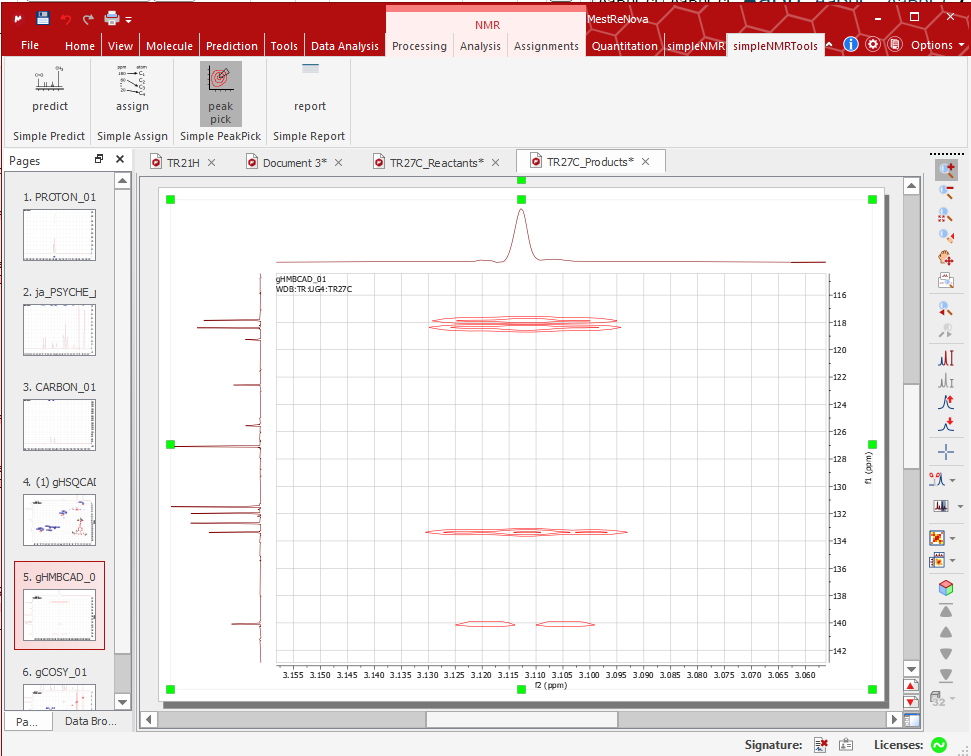 NMR
MestReNova
File Home View Molecule Prediction Tools Data Analysis Processing Analysis Assignments Quantitation simpleNMR simpleNMRTools Options
predict assign peak pick report
Simple Predict Simple Assign Simple PeakPick Simple Report
Pages
TR21H Document 3* TR27C_Reactants* TR27C_Products*
1. PROTON_01
2. ja_PSYCHE_
3. CARBON_01
4. (1) gHSQCAD
5. gHMBCAD_0
6. gCOSY_01
Pa... Data Bro...
gHMBCAD_01
WDB:TR:UG4:TR27C
116
118
120
122
124
126
128
130
132
134
136
138
140
142
f1 (ppm)
3.155 3.150 3.145 3.140 3.135 3.130 3.125 3.120 3.115 3.110 3.105 3.100 3.095 3.090 3.085 3.080 3.075 3.070 3.065 3.060
f2 (ppm)
32
Signature: Licenses: